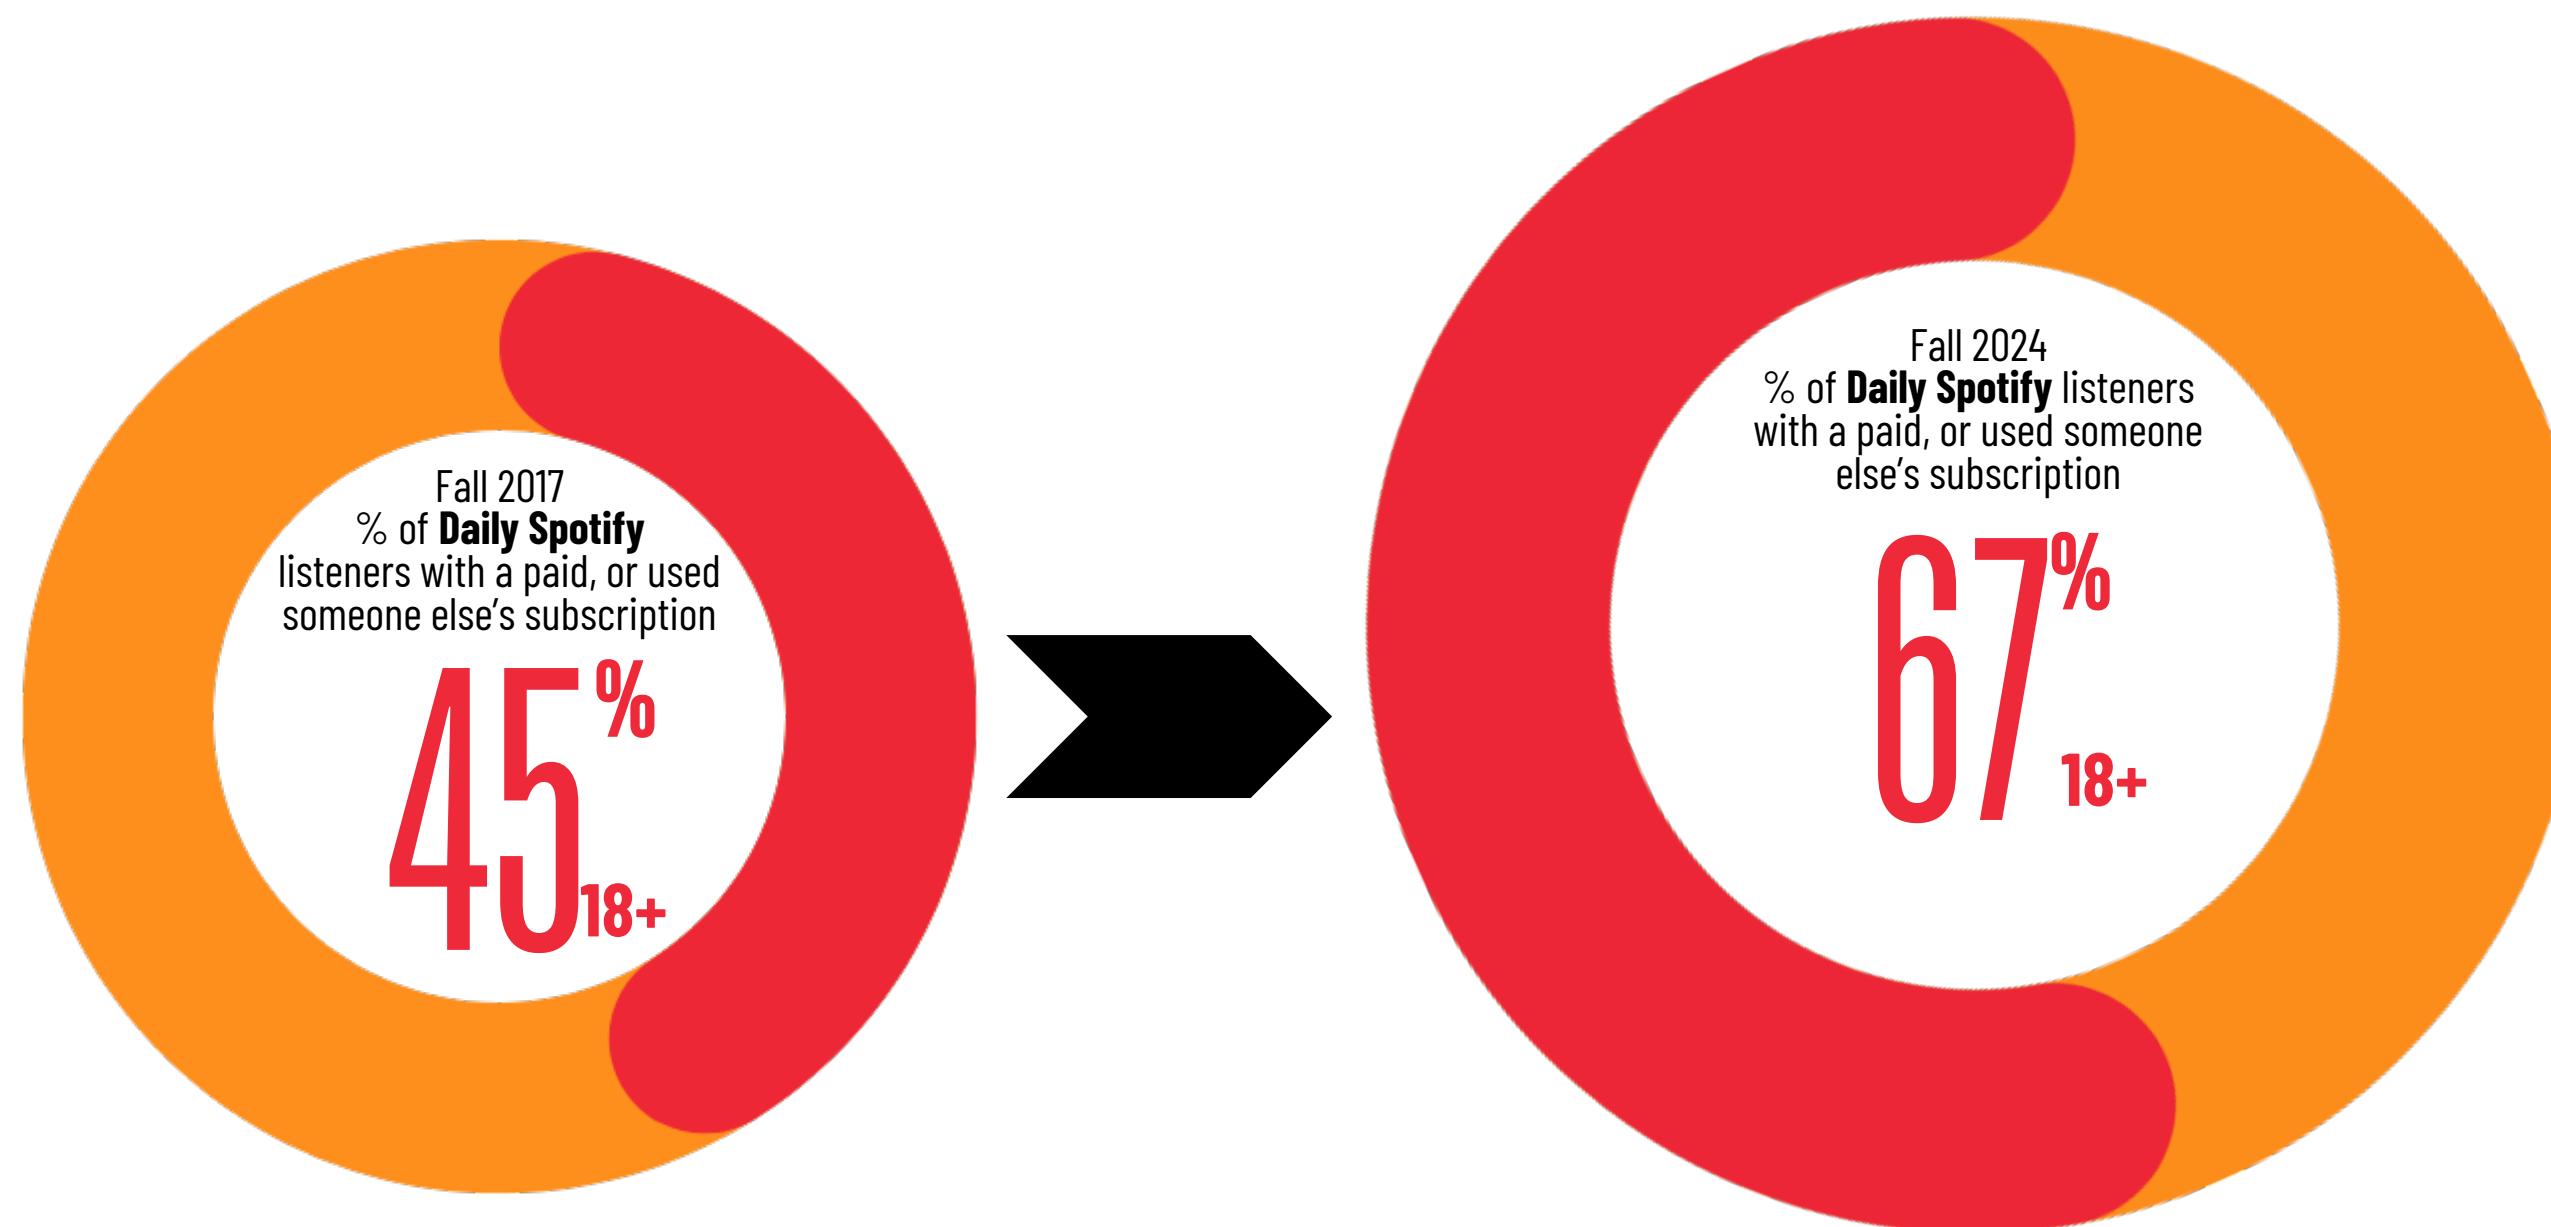 Fall 2017
% of Daily Spotify
listeners with a paid, or used
someone else's subscription
45%
18+
Fall 2024
% of Daily Spotify listeners
with a paid, or used someone
else's subscription
67%
18+